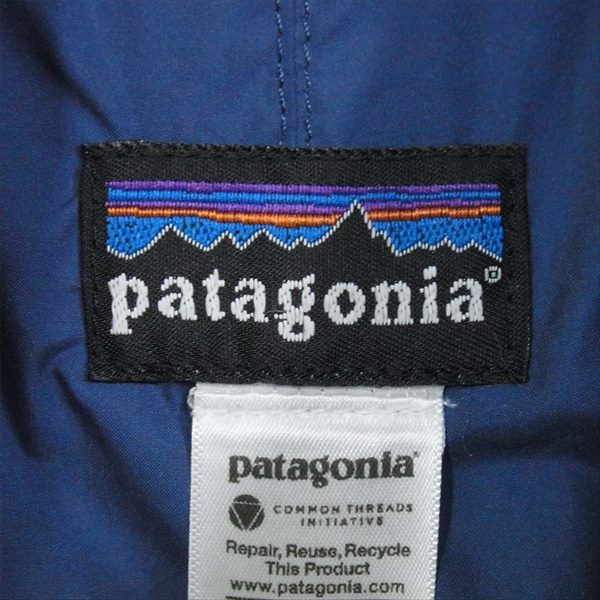 patagonia®
patagonia®
COMMON THREADS
INITIATIVE
Repair, Reuse, Recycle
This Product
www.patagonia.com